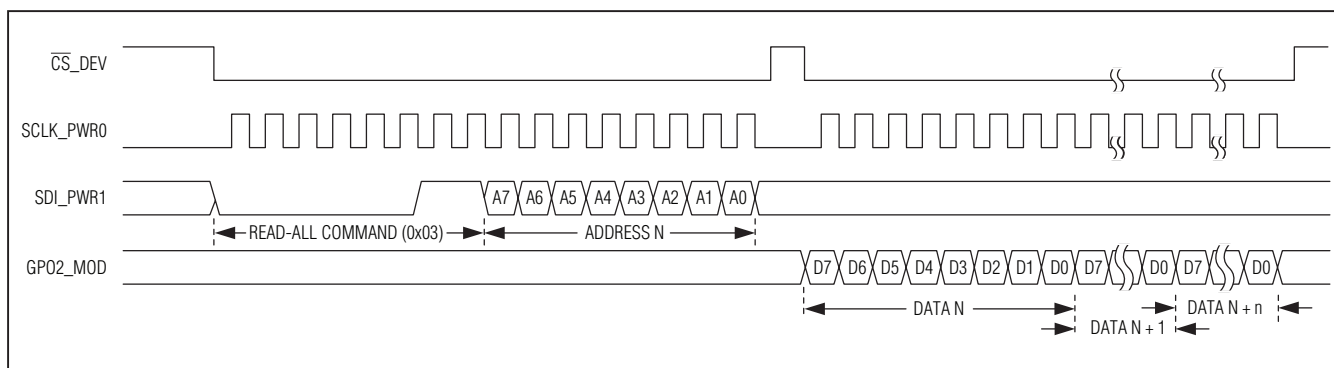 CS_DEV
SCLK_PWR0
SDI_PWR1
A7 A6 A5 A4 A3 A2 A1 A0
READ-ALL COMMAND (0x03) ADDRESS N
GPO2_MOD
D7 D6 D5 D4 D3 D2 D1 D0 D7 D0 D7 D0
DATA N DATA N + n
DATA N + 1